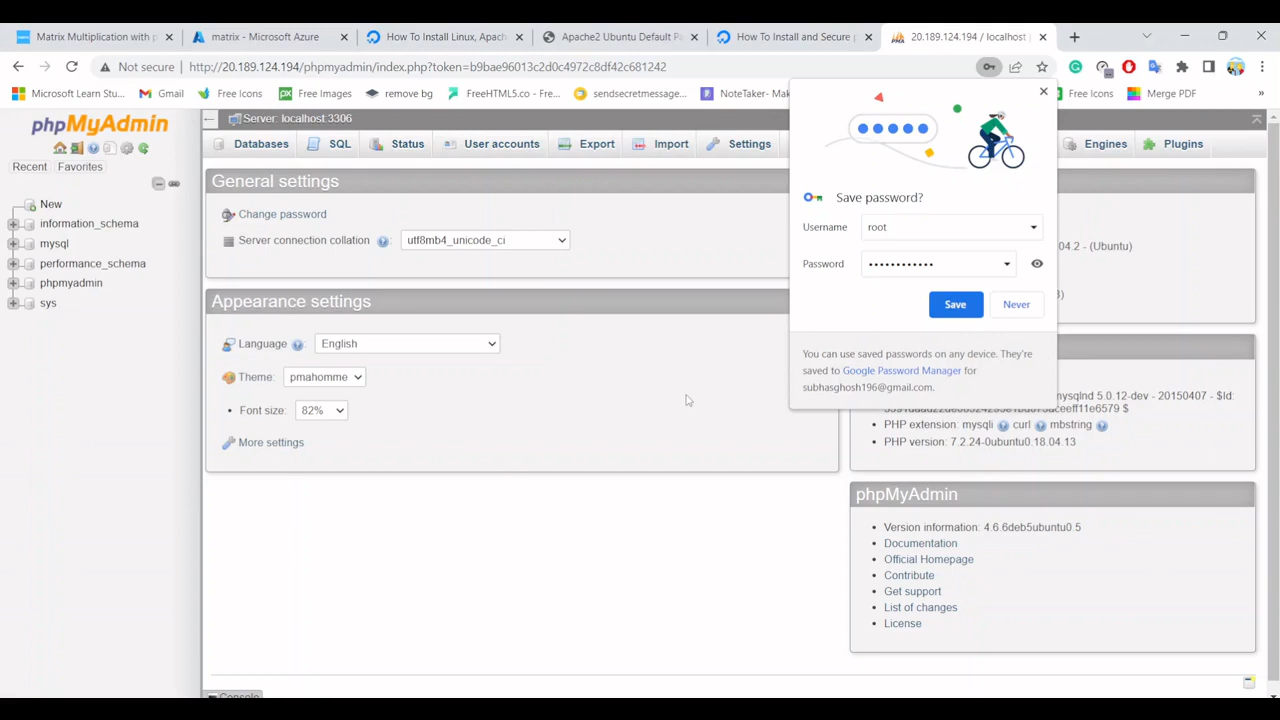 Matrix Multiplication with p
matrix - Microsoft Azure
How To Install Linux, Apach
Apache2 Ubuntu Default P
How To Install and Secure
20.189.124.194 / localhost
Not secure
http://20.189.124.194/phpmyadmin/index.php?token=b9bae96013c2d0c4972c8df42c681242
Microsoft Learn Stu...
Gmail
Free Icons
Free Images
remove bg
FreeHTML5.co - Free...
sendsecretmessage...
NoteTaker- Mak
Free Icons
Merge PDF
»
phpMyAdmin
Recent
Favorites
New
information_schema
mysql
performance_schema
phpmyadmin
sys
Server: localhost:3306
Databases
SQL
Status
User accounts
Export
Import
Settings
Engines
Plugins
General settings
Change password
Server connection collation
utf8mb4_unicode_ci
Appearance settings
Language
English
Theme:
pmahomme
• Font size:
82%
More settings
Save password?
Username
root
Password
••••••••••••
Save
Never
You can use saved passwords on any device. They're
saved to Google Password Manager for
subhasghosh196@gmail.com.
04.2 - (Ubuntu)
mysqlnd 5.0.12-dev - 20150407 - $Id:
• PHP extension: mysqli curl mbstring
• PHP version: 7.2.24-0ubuntu0.18.04.13
phpMyAdmin
• Version information: 4.6.6deb5ubuntu0.5
• Documentation
• Official Homepage
• Contribute
• Get support
• List of changes
• License
Console